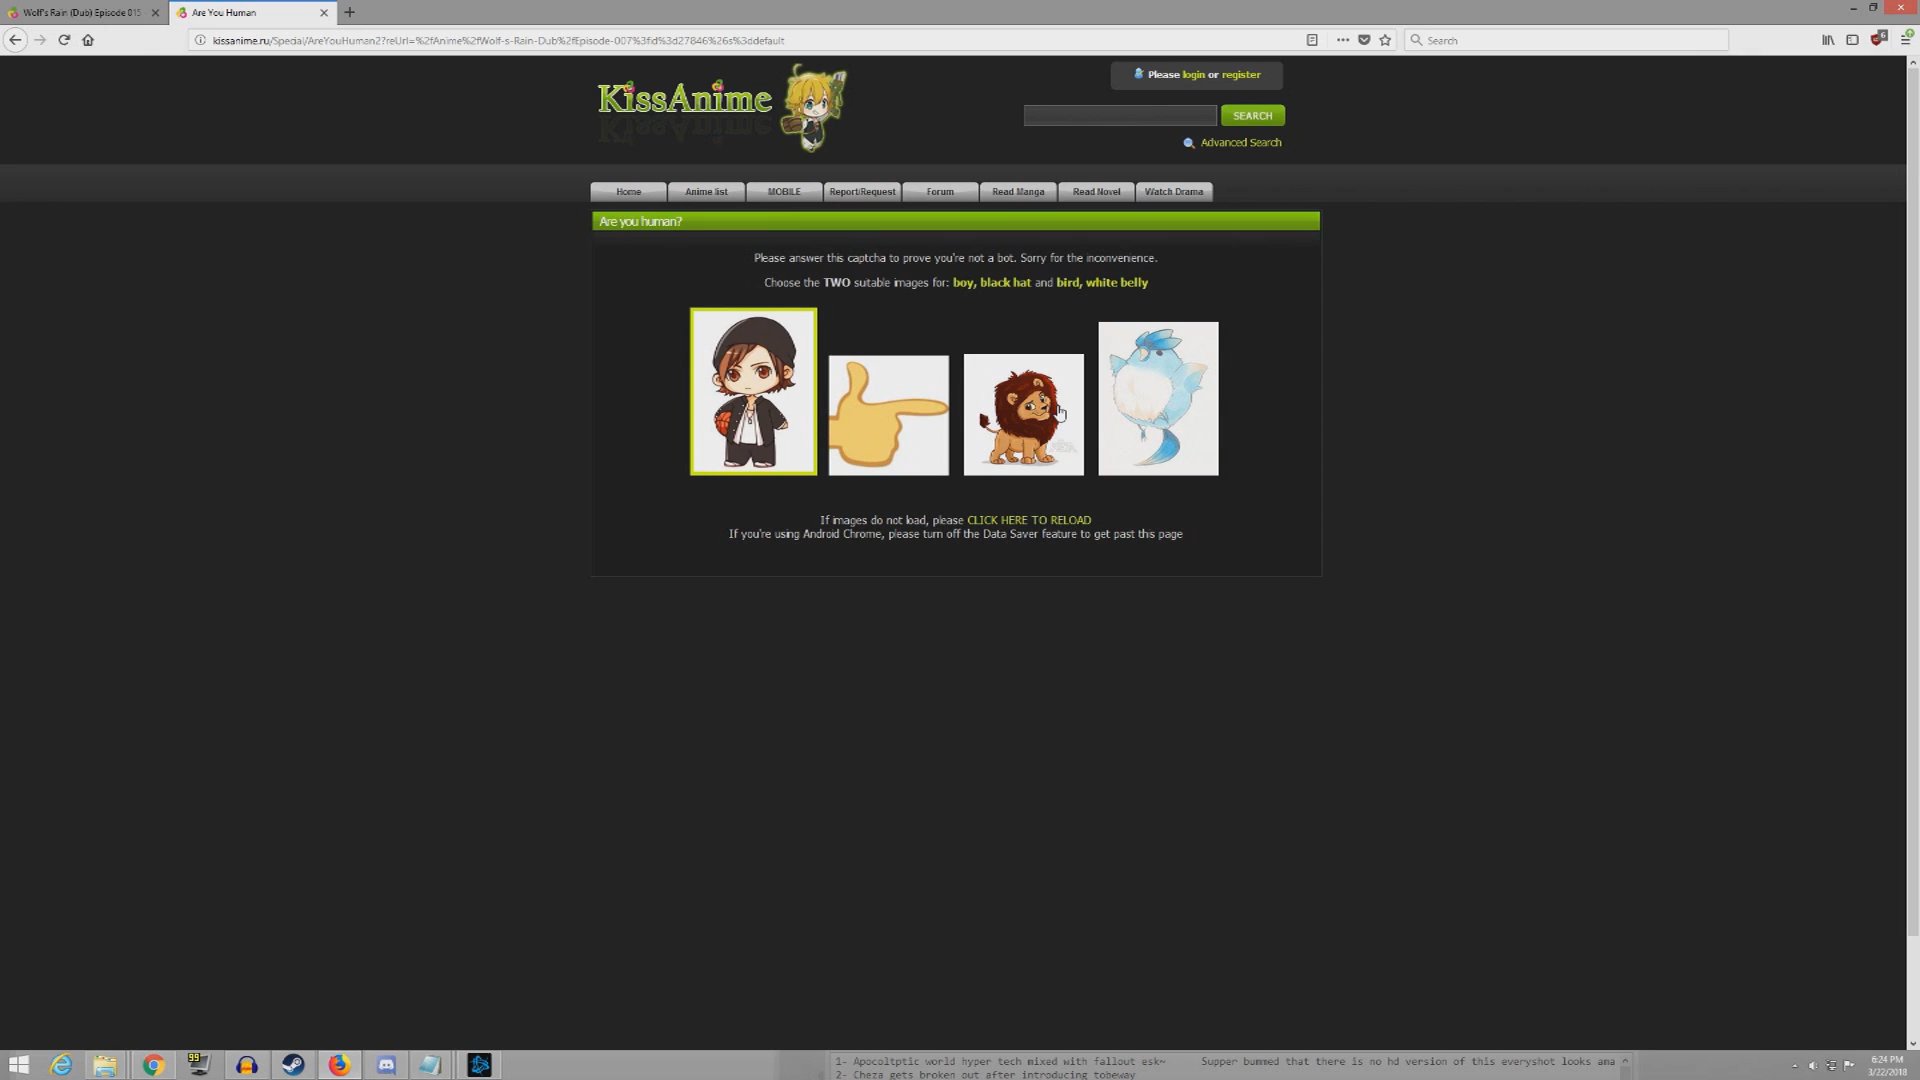 Wolf's Rain (Dub) Episode 015
Are You Human
kissanime.ru/Special/AreYouHuman2?reUrl=%2fAnime%2fWolf-s-Rain-Dub%2fEpisode-007%3fid%3d27846%26s%3ddefault
Search
KissAnime
Please login or register
SEARCH
Advanced Search
Home
Anime list
MOBILE
Report/Request
Forum
Read Manga
Read Novel
Watch Drama
Are you human?
Please answer this captcha to prove you're not a bot. Sorry for the inconvenience.
Choose the TWO suitable images for: boy, black hat and bird, white belly
If images do not load, please CLICK HERE TO RELOAD
If you're using Android Chrome, please turn off the Data Saver feature to get past this page
99
1- Apocoltptic world hyper tech mixed with fallout esk~ Supper bummed that there is no hd version of this everyshot looks ama
2- Cheza gets broken out after introducing tobeway
6:24 PM
3/22/2018